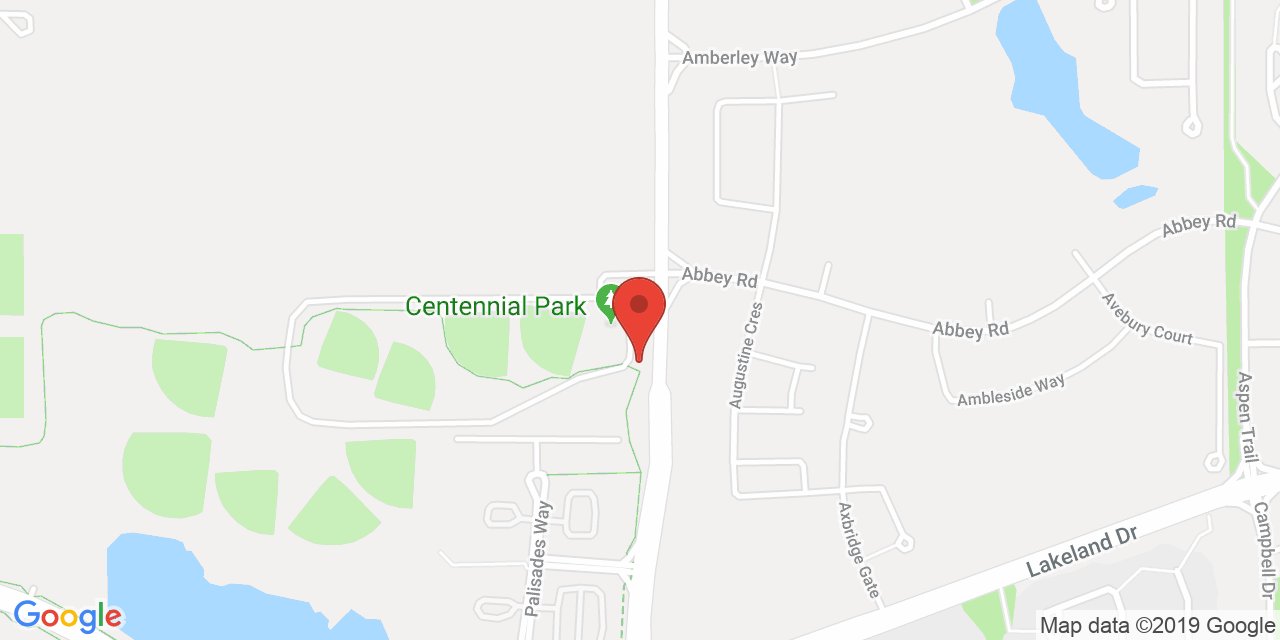 Amberley Way
Abbey Rd
Abbey Rd
Centennial Park
Avebury Court
Abbey Rd
Augustine Cres
Ambleside Way
Aspen Trail
Palisades Way
Axbridge Gate
Lakeland Dr
Campbell Dr
Google
Map data ©2019 Google